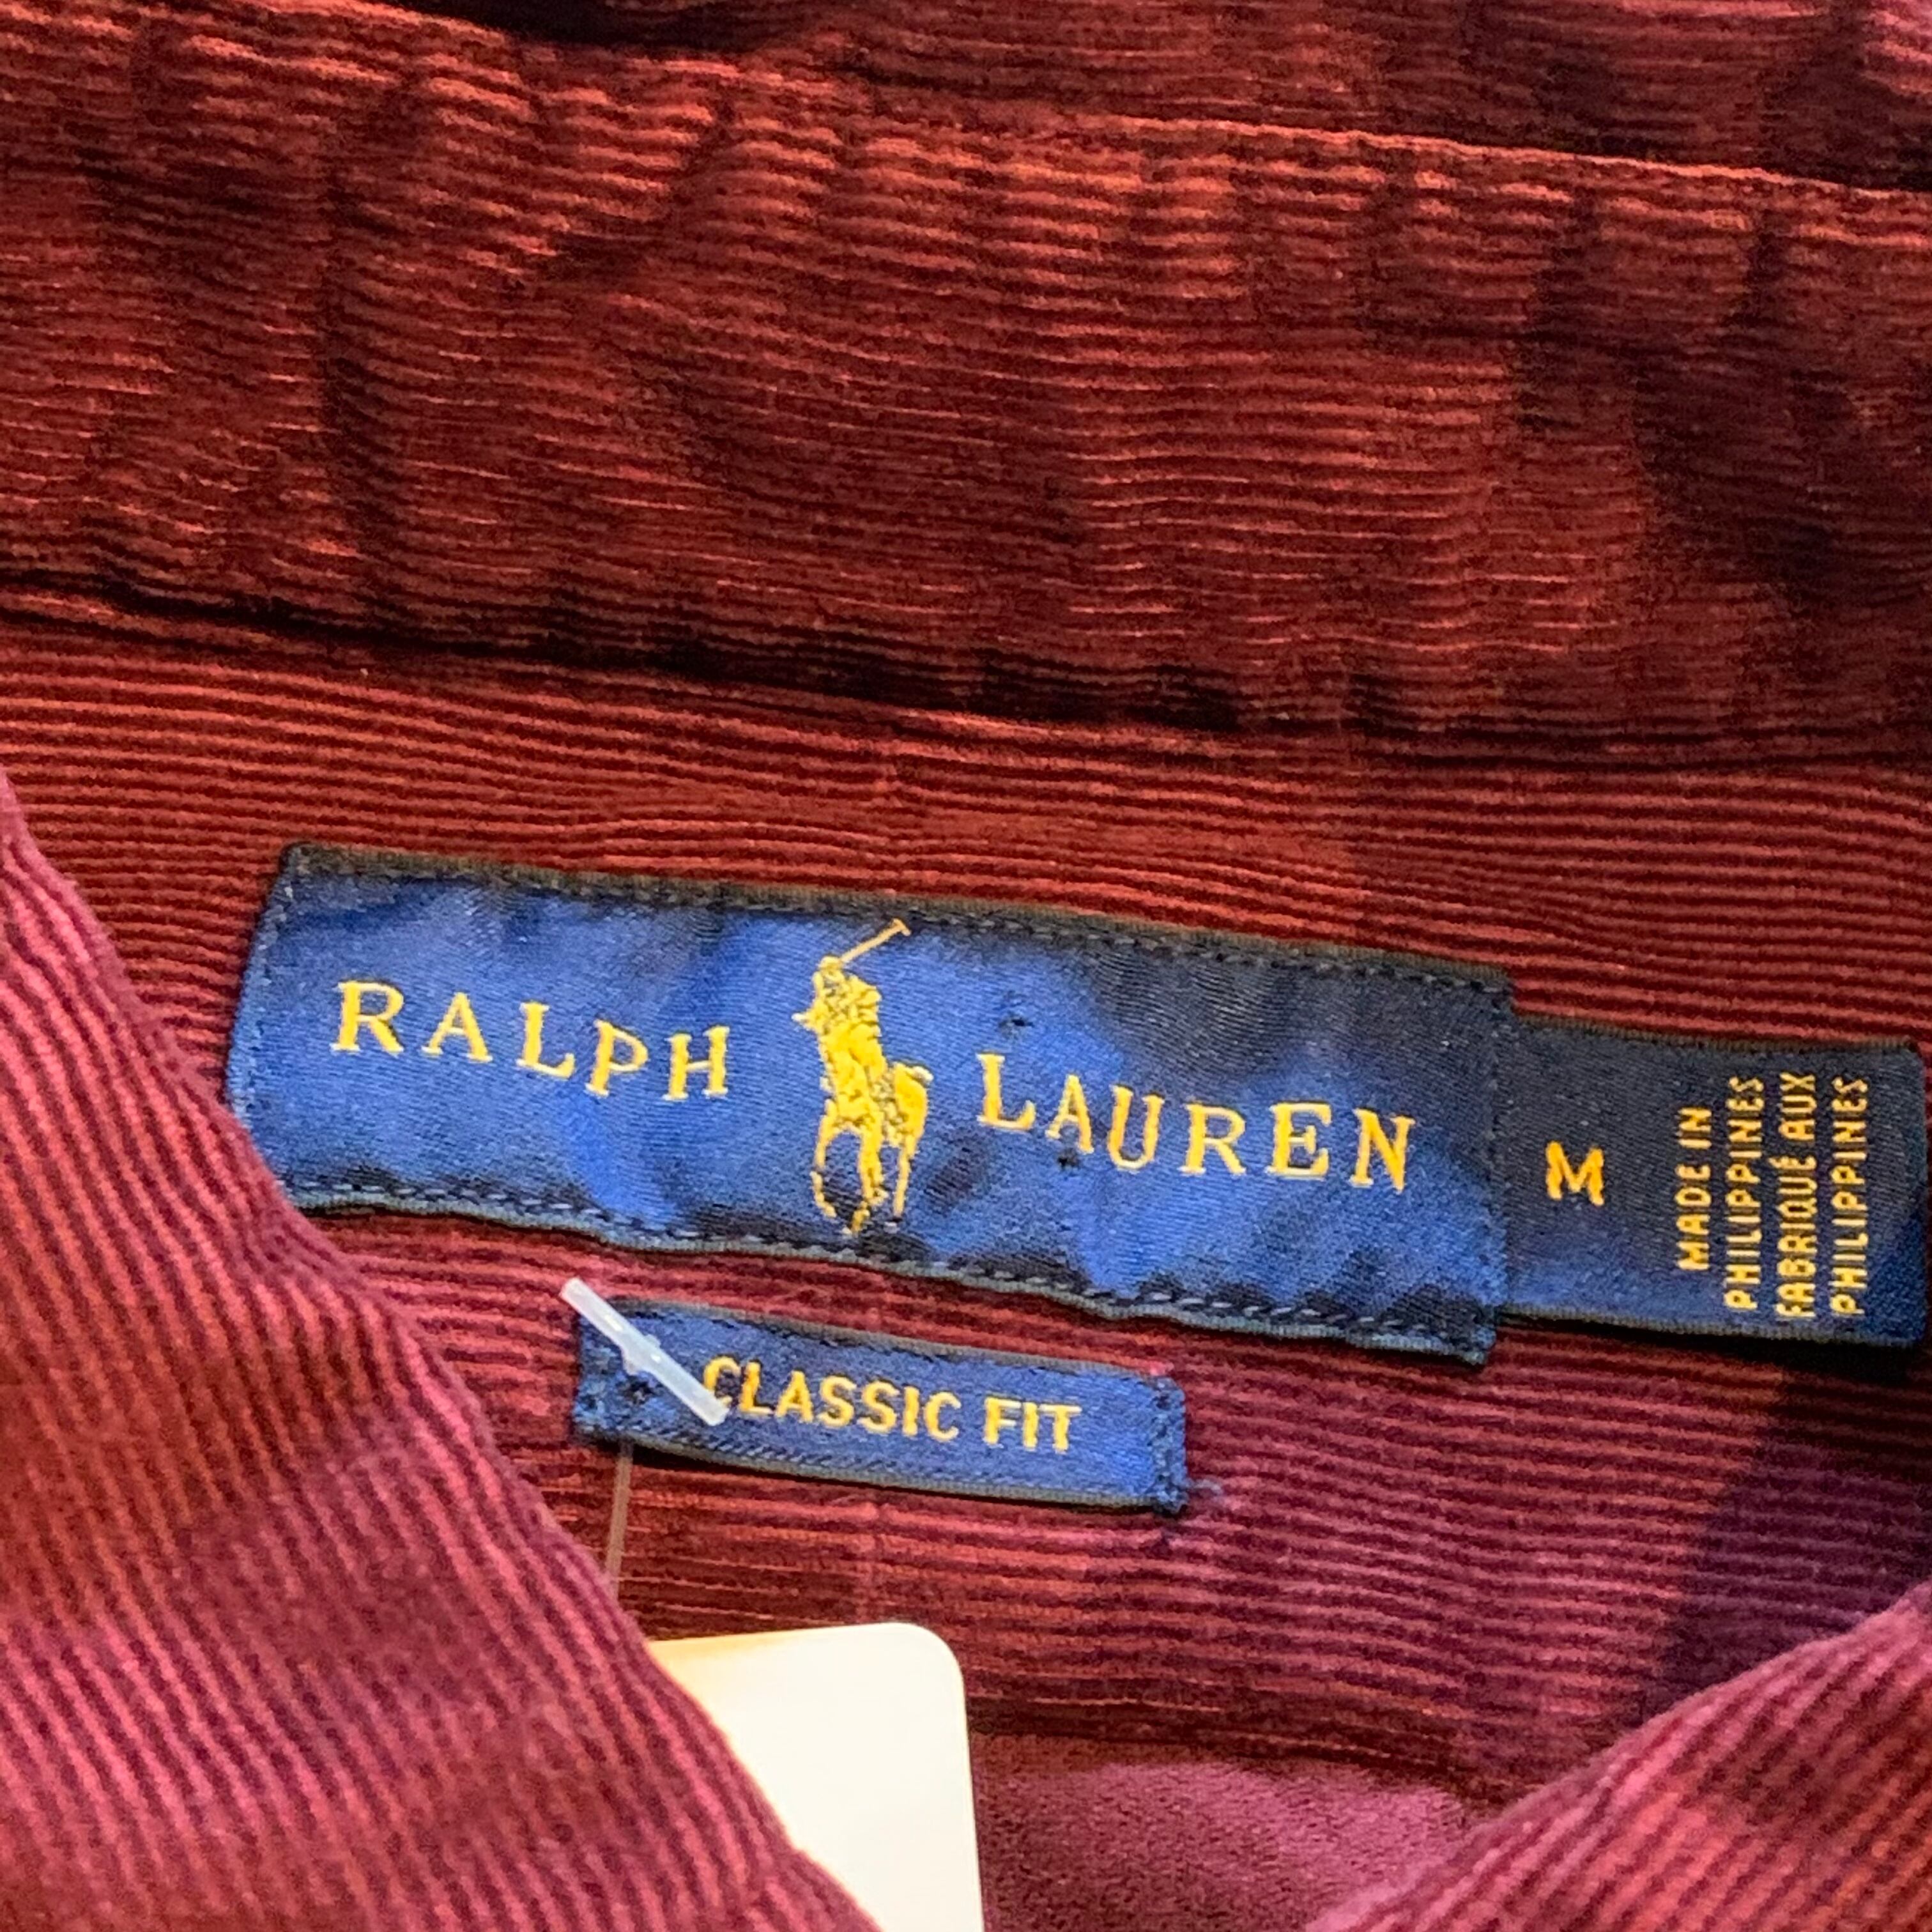 RALPH LAUREN
M
MADE IN
PHILIPPINES
FABRIQUÉ AUX
PHILIPPINES
CLASSIC FIT